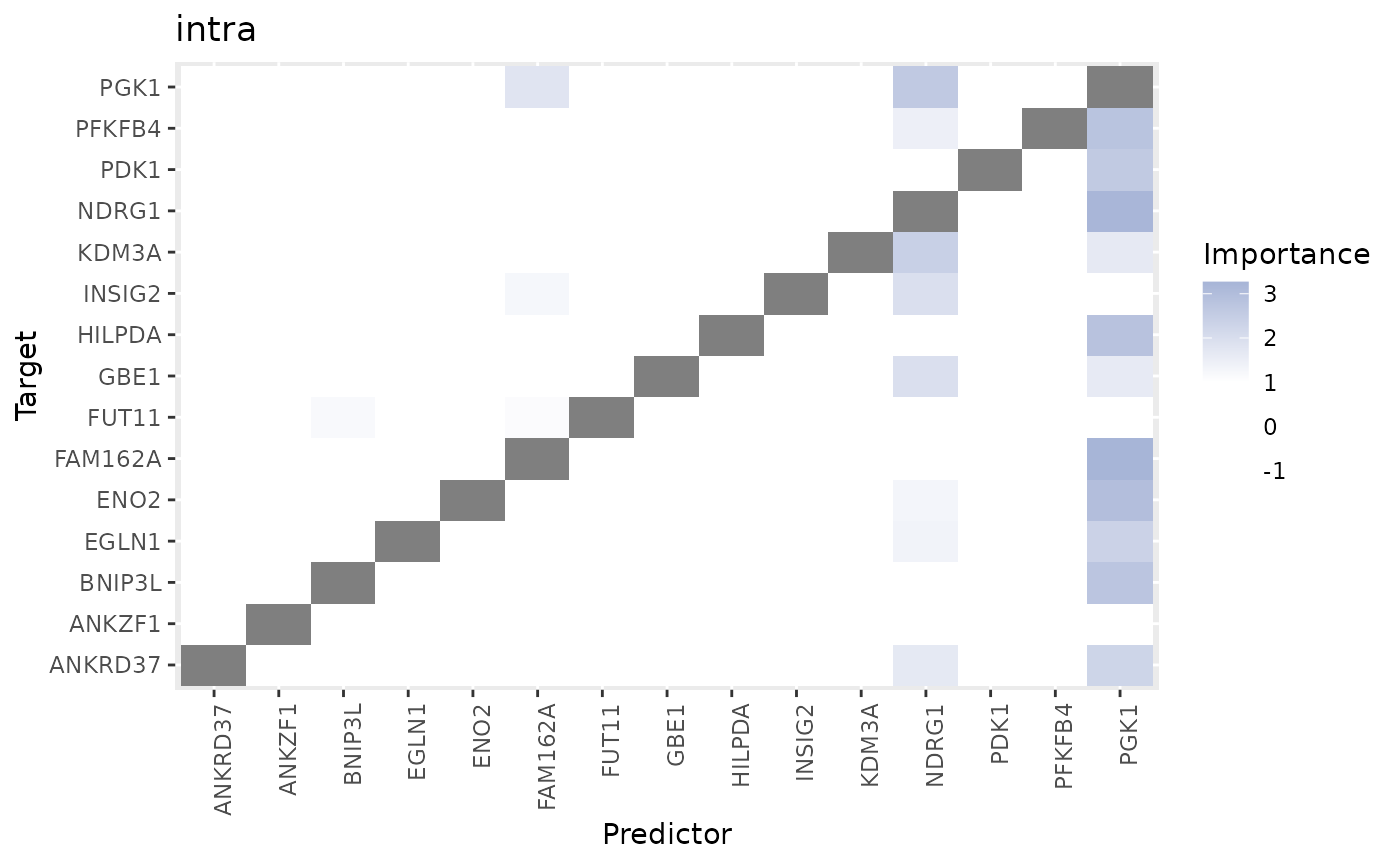 intra
Target
PGK1
PFKFB4
PDK1
NDRG1
KDM3A
INSIG2
HILPDA
GBE1
FUT11
FAM162A
ENO2
EGLN1
BNIP3L
ANKZF1
ANKRD37
ANKRD37
ANKZF1
BNIP3L
EGLN1
ENO2
FAM162A
FUT11
GBE1
HILPDA
INSIG2
KDM3A
NDRG1
PDK1
PFKFB4
PGK1
Predictor
Importance
3
2
1
0
-1